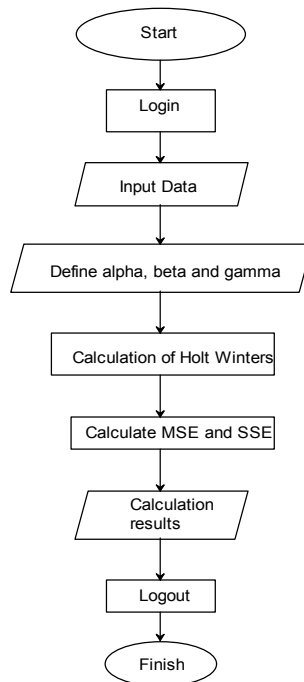 Start
Login
Input Data
Define alpha, beta and gamma
Calculation of Holt Winters
Calculate MSE and SSE
Calculation
results
Logout
Finish